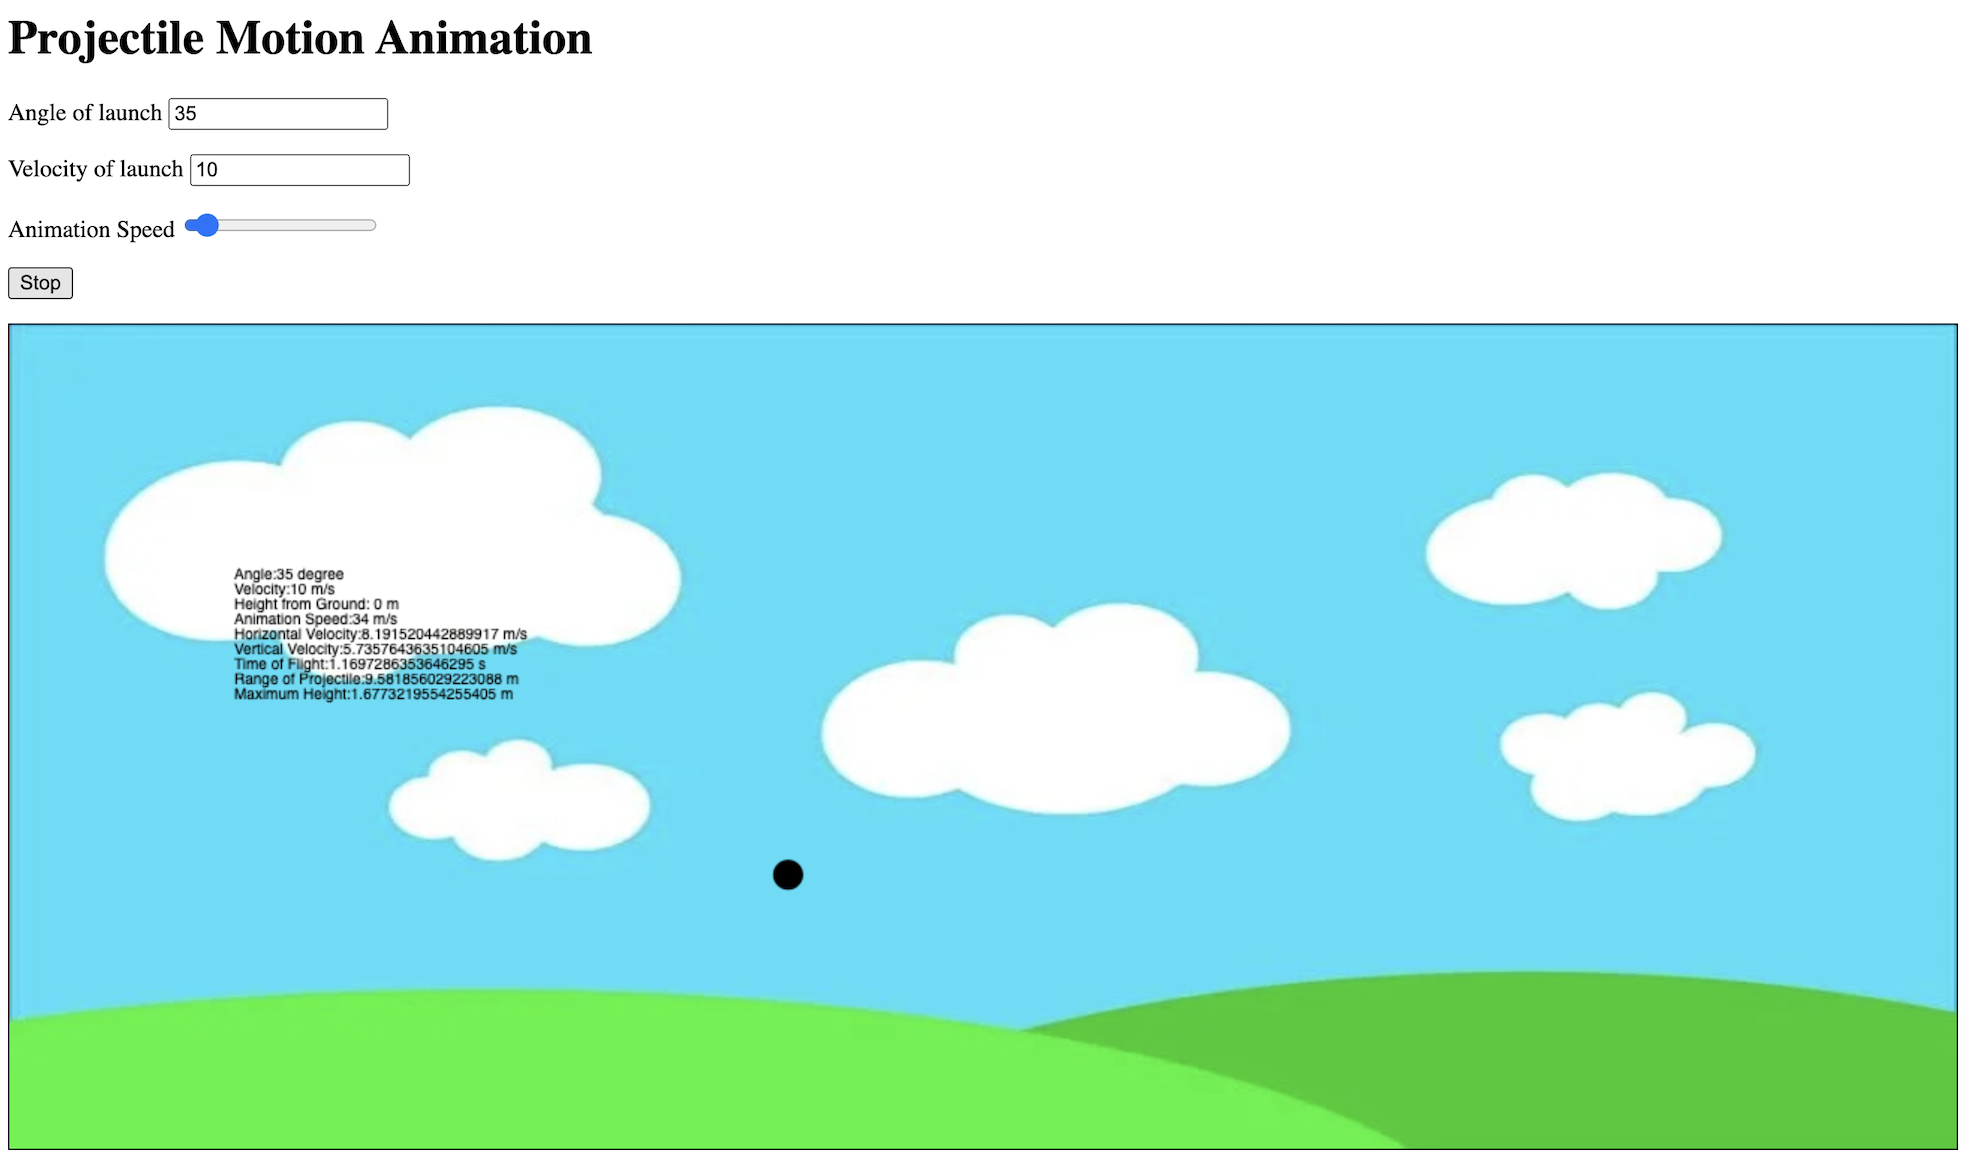 Projectile Motion Animation
Angle of launch 35
Velocity of launch 10
Animation Speed
Stop
Angle:35 degree
Velocity:10 m/s
Height from Ground: 0 m
Animation Speed:34 m/s
Horizontal Velocity:8.191520442889917 m/s
Vertical Velocity:5.7357643635104605 m/s
Time of Flight:1.1697286353646295 s
Range of Projectile:9.581856029223088 m
Maximum Height:1.6773219554255405 m